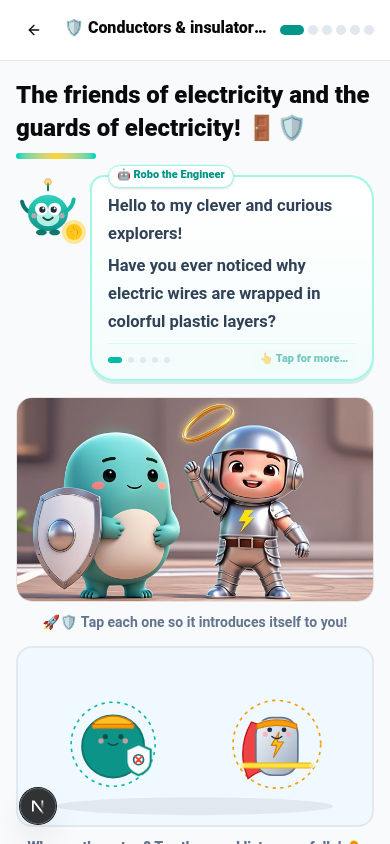 🛡️ Conductors & insulator…
The friends of electricity and the
guards of electricity! 🚪🛡️
🤖 Robo the Engineer
Hello to my clever and curious
explorers!
Have you ever noticed why
electric wires are wrapped in
colorful plastic layers?
👆 Tap for more…
🚀🛡️ Tap each one so it introduces itself to you!
N